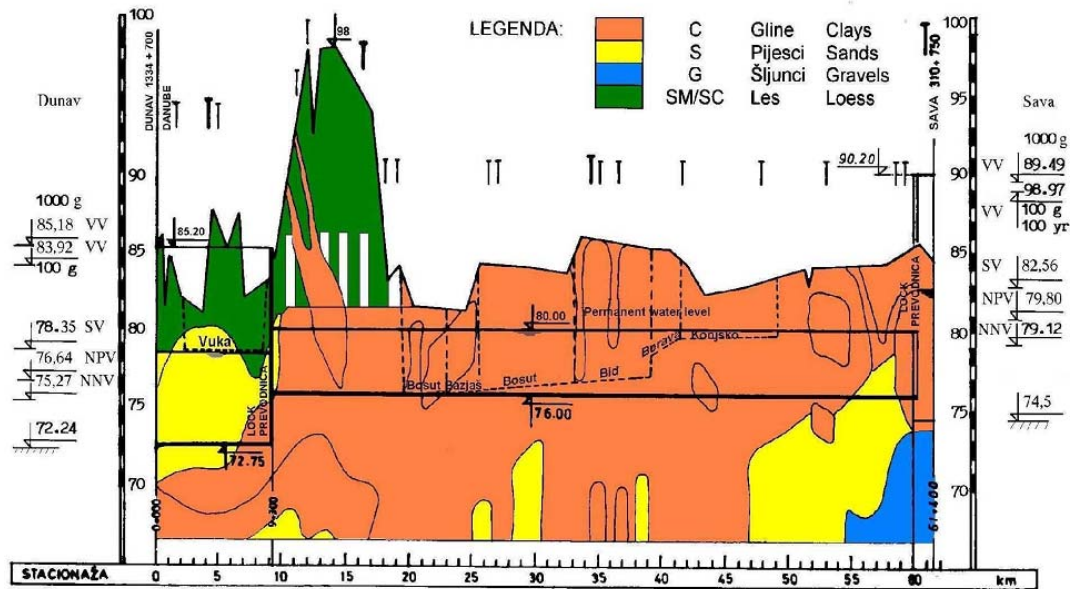 LEGENDA:
C Gline Clays
S Pijesci Sands
G Šljunci Gravels
SM/SC Les Loess
Dunav
1000 g
85,18 VV
83,92 VV
100 g
78.35 SV
76,64 NPV
75,27 NNV
72.24
100
95
90
85
80
75
70
DUNAV 1334 + 700
DANUBE
98
85.20
Vuka
LOCK
PREVODNICA
72.75
0+000
9+300
80.00
Permanent water level
Bosut Bazjaš Bosut Bid Berava Konjsko
76.00
90.20
LOCK
PREVODNICA
SAVA 310+750
61+400
100
95
90
85
80
75
70
Sava
1000 g
VV 89.49
98.97
VV 100 g
100 yr
SV 82,56
NPV 79,80
NNV 79.12
74,5
STACIONAŽA 0 5 10 15 20 25 30 35 40 45 50 55 60 km